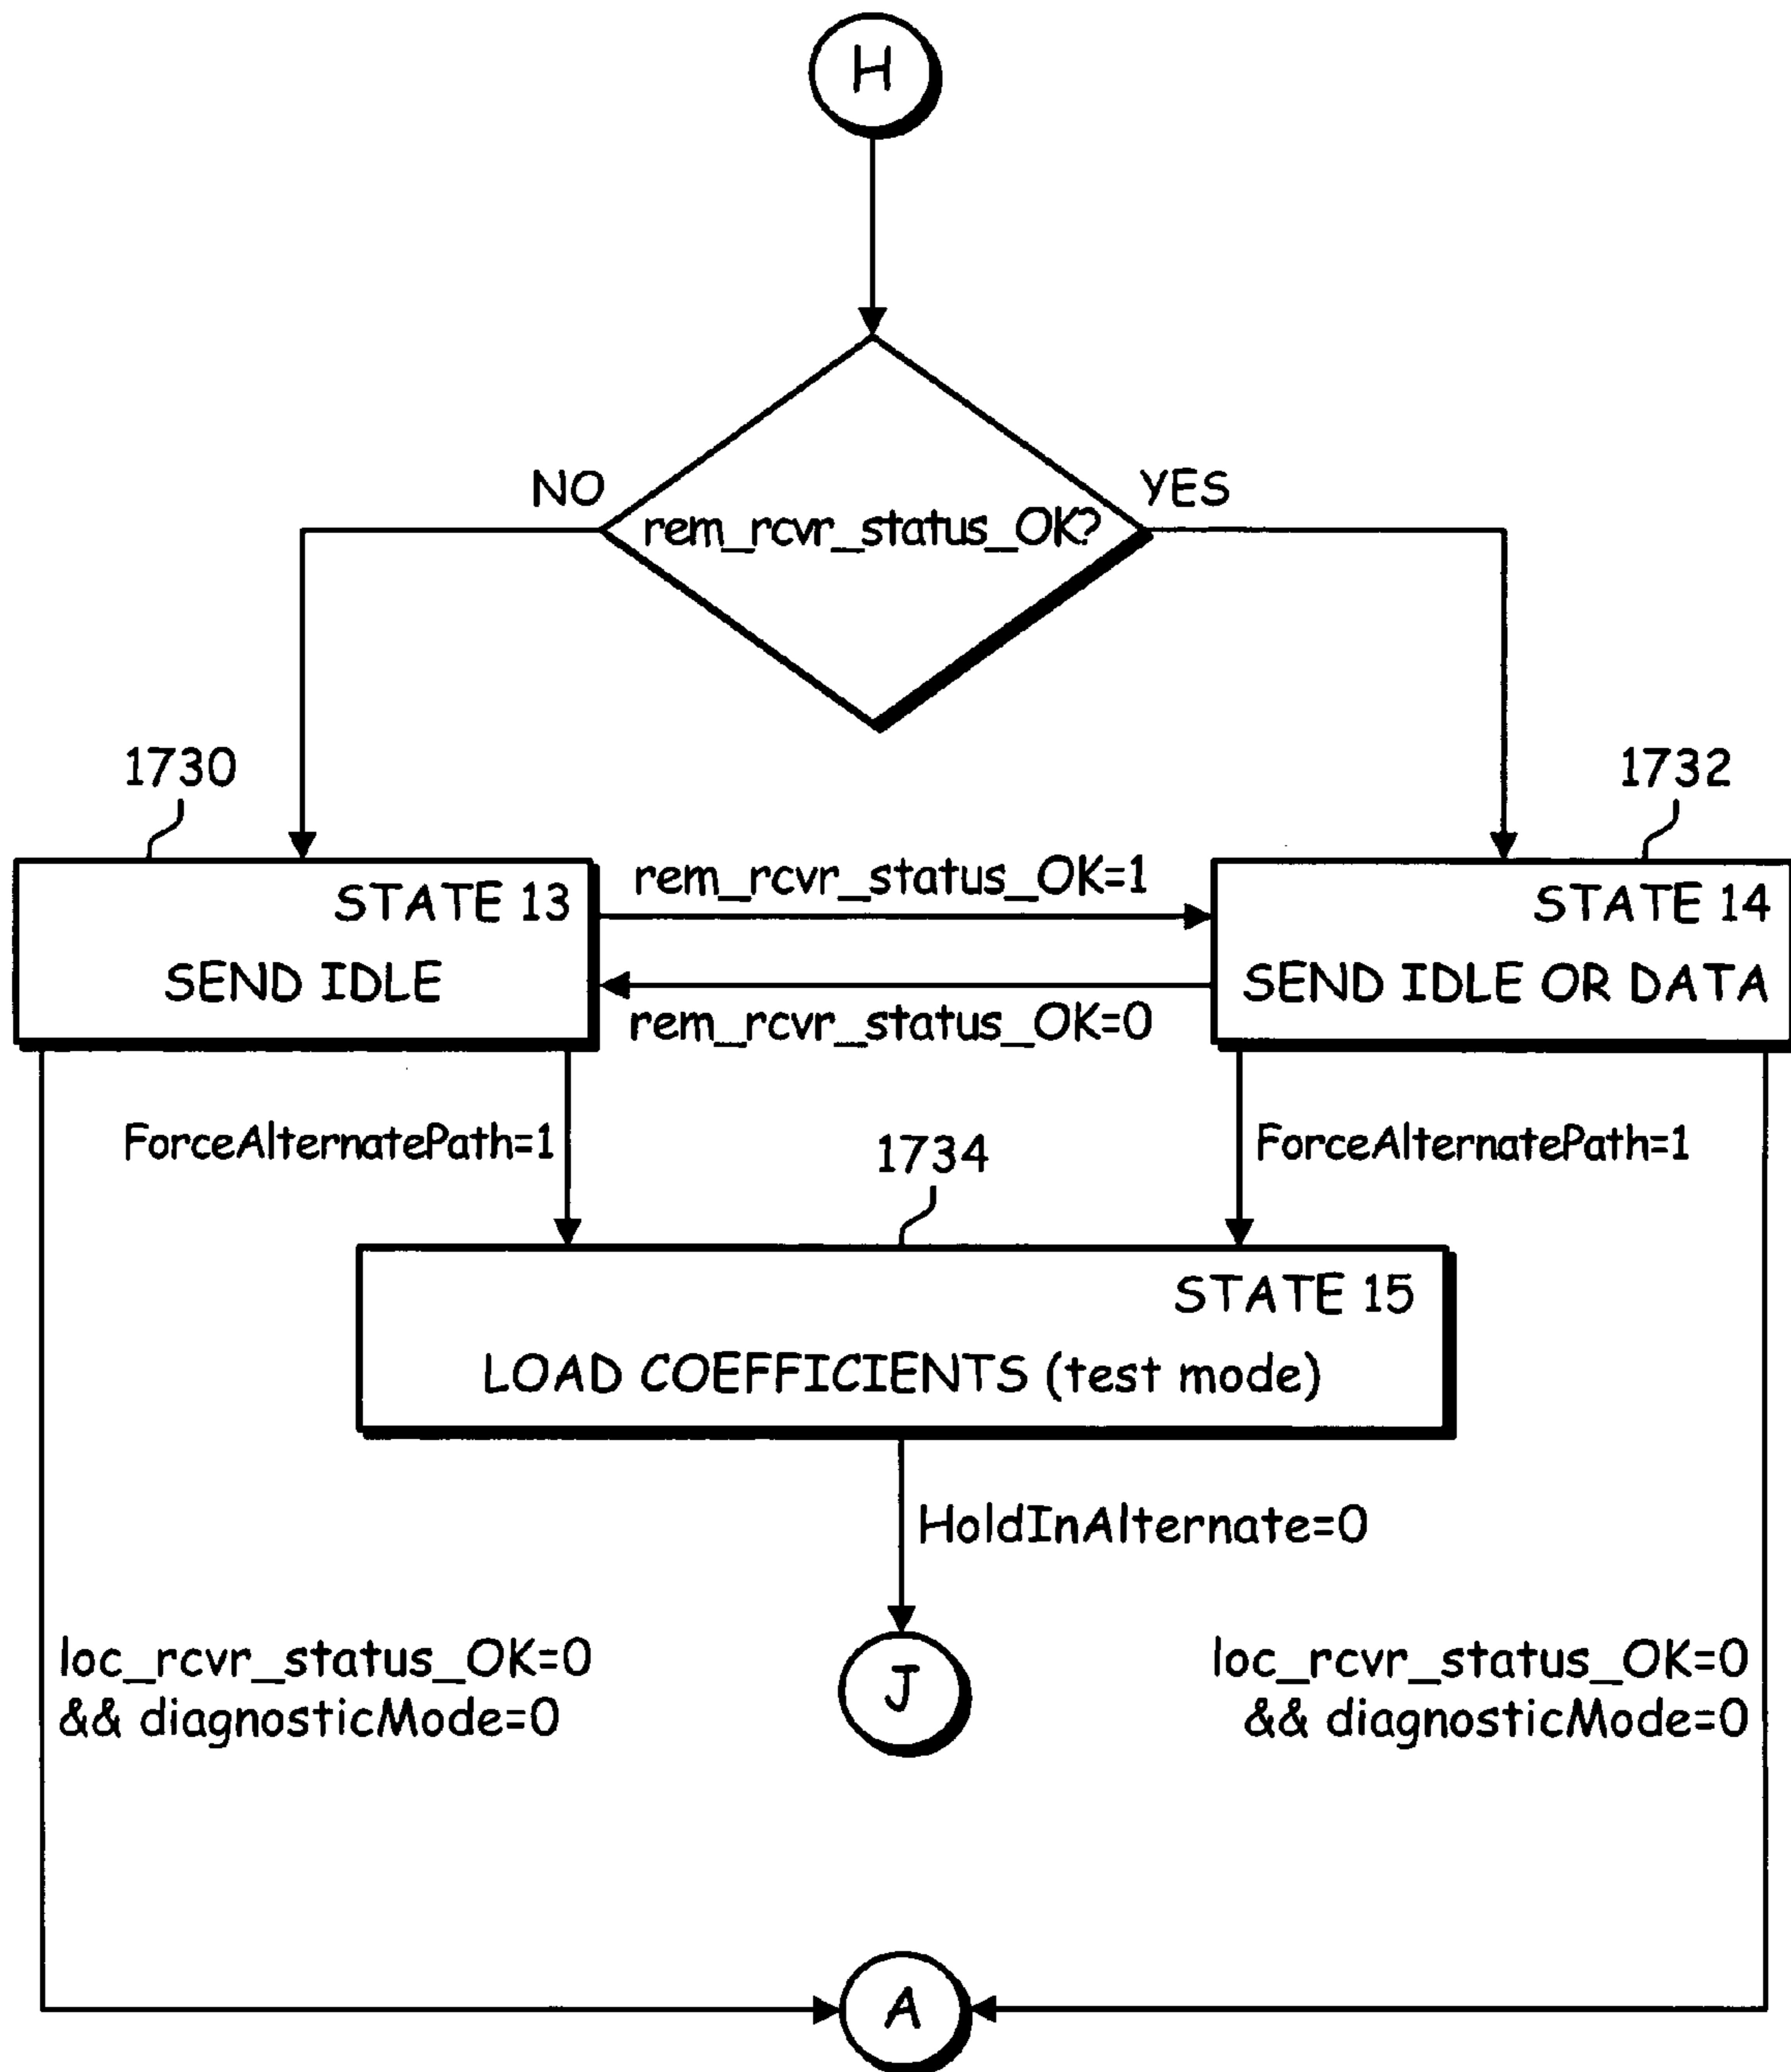 H
NO
YES
rem_rcvr_status_OK?
1730
1732
STATE 13
SEND IDLE
rem_rcvr_status_OK=1
rem_rcvr_status_OK=0
STATE 14
SEND IDLE OR DATA
ForceAlternatePath=1
1734
ForceAlternatePath=1
STATE 15
LOAD COEFFICIENTS (test mode)
HoldInAlternate=0
J
loc_rcvr_status_OK=0
&& diagnosticMode=0
loc_rcvr_status_OK=0
&& diagnosticMode=0
A